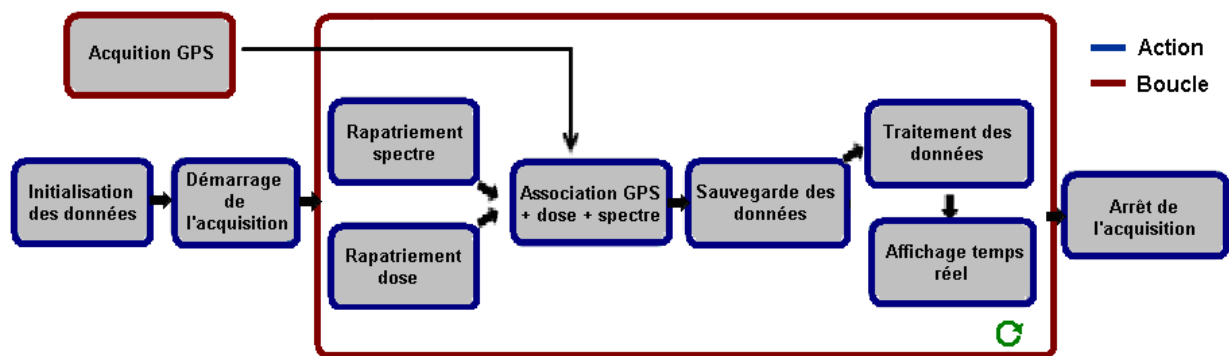 Acquition GPS
Action
Boucle
Rapatriement
spectre
Traitement des
données
Initialisation
des données
Démarrage
de
l'acquisition
Association GPS
+ dose + spectre
Sauvegarde des
données
Arrêt de
l'acquisition
Rapatriement
dose
Affichage temps
réel